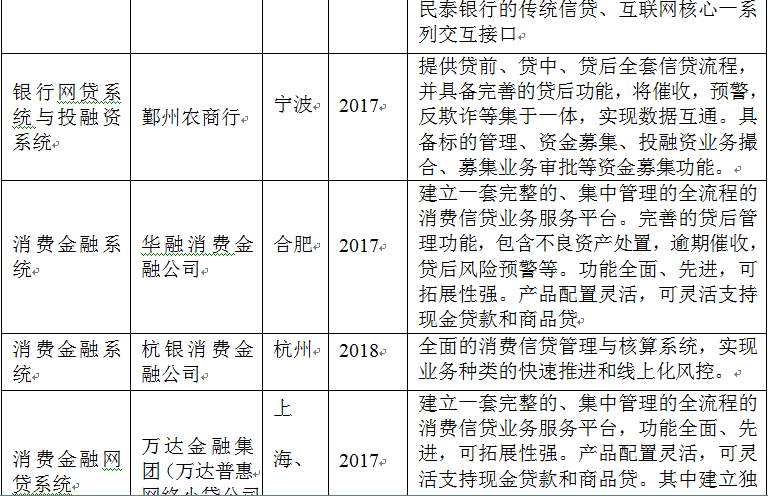 民泰银行的传统信贷、互联网核心一系
列交互接口
银行网贷系
统与投融资
系统
鄞州农商行
宁波
2017
提供贷前、贷中、贷后全套信贷流程，
并具备完善的贷后功能，将催收，预警，
反欺诈等集于一体，实现数据互通。具
备标的管理、资金募集、投融资业务撮
合、募集业务审批等资金募集功能。
消费金融系
统
华融消费金
融公司
合肥
2017
建立一套完整的、集中管理的全流程的
消费信贷业务服务平台。完善的贷后管
理功能，包含不良资产处置，逾期催收，
贷后风险预警等。功能全面、先进，可
拓展性强。产品配置灵活，可灵活支持
现金贷款和商品贷
消费金融系
统
杭银消费金
融公司
杭州
2018
全面的消费信贷管理与核算系统，实现
业务种类的快速推进和线上化风控。
消费金融网
贷系统
万达金融集
团（万达普惠
网络小贷公司
上
海、
2017
建立一套完整的、集中管理的全流程的
消费信贷业务服务平台，功能全面、先
进，可拓展性强。产品配置灵活，可灵
活支持现金贷款和商品贷。其中建立独